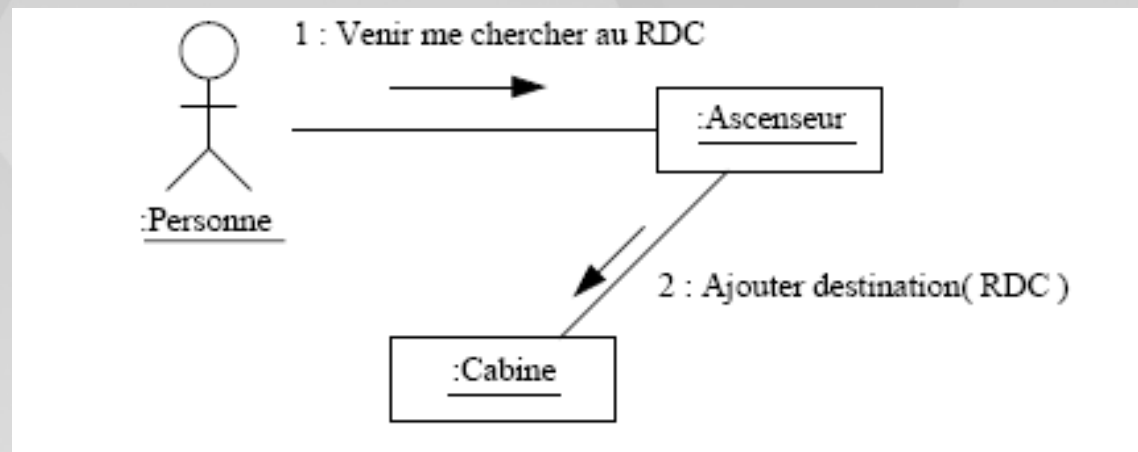 1 : Venir me chercher au RDC
:Ascenseur
:Personne
2 : Ajouter destination( RDC )
:Cabine